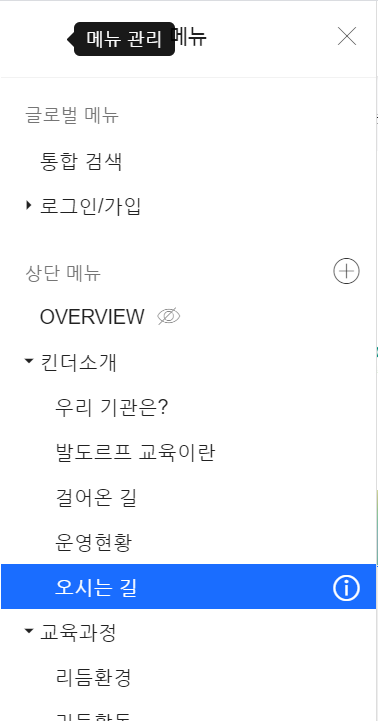 메뉴 관리 메뉴
글로벌 메뉴
통합 검색
로그인/가입
상단 메뉴
OVERVIEW
킨더소개
우리 기관은?
발도르프 교육이란
걸어온 길
운영현황
오시는 길
교육과정
리듬환경